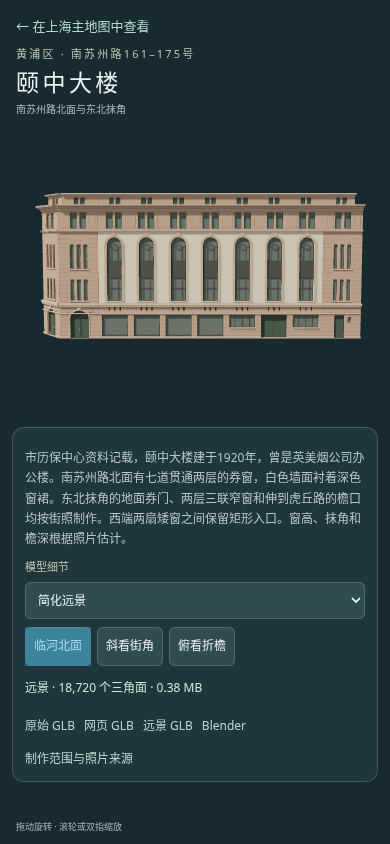 ← 在上海主地图中查看
黄浦区 · 南苏州路161–175号
颐中大楼
南苏州路北面与东北抹角
市历保中心资料记载，颐中大楼建于1920年，曾是英美烟公司办
公楼。南苏州路北面有七道贯通两层的券窗，白色墙面衬着深色
窗裙。东北抹角的地面券门、两层三联窄窗和伸到虎丘路的檐口
均按街照制作。西端两扇矮窗之间保留矩形入口。窗高、抹角和
檐深根据照片估计。
模型细节
简化远景
临河北面 斜看街角 俯看折檐
远景 · 18,720 个三角面 · 0.38 MB
原始 GLB 网页 GLB 远景 GLB Blender
制作范围与照片来源
拖动旋转 · 滚轮或双指缩放